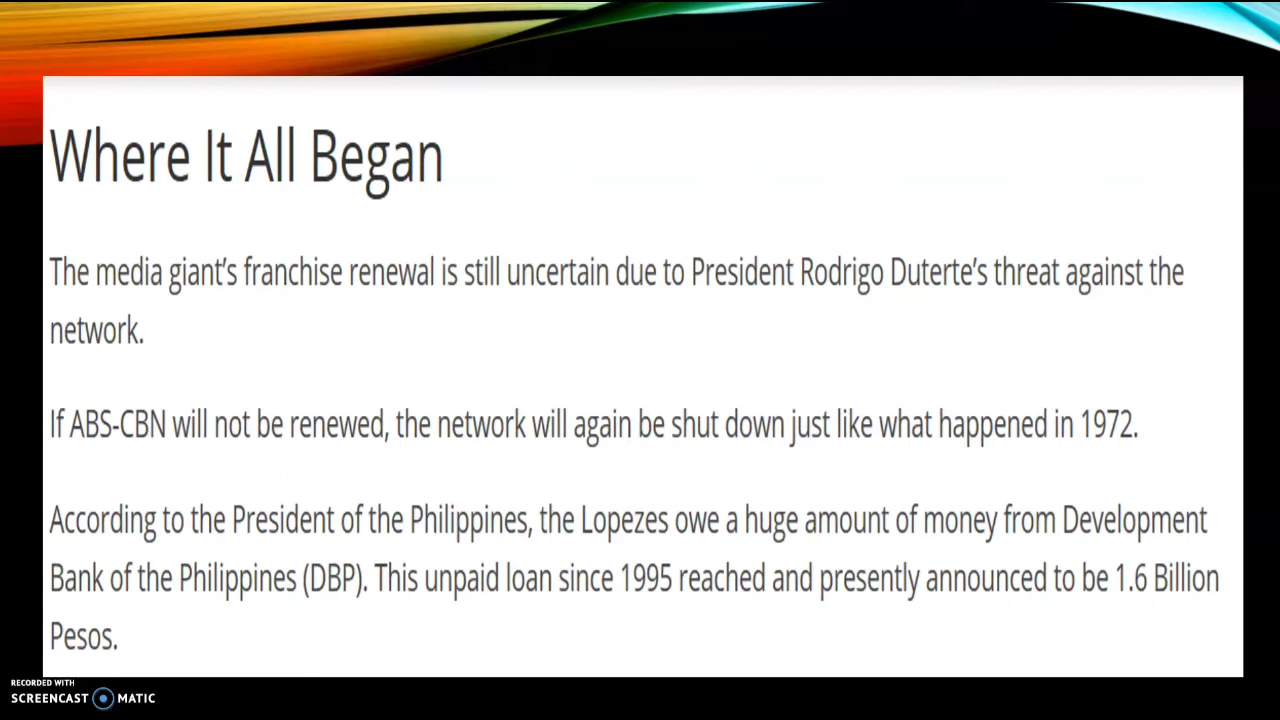 Where It All Began
The media giant’s franchise renewal is still uncertain due to President Rodrigo Duterte’s threat against the
network.
If ABS-CBN will not be renewed, the network will again be shut down just like what happened in 1972.
According to the President of the Philippines, the Lopezes owe a huge amount of money from Development
Bank of the Philippines (DBP). This unpaid loan since 1995 reached and presently announced to be 1.6 Billion
Pesos.
RECORDED WITH
SCREENCAST MATIC